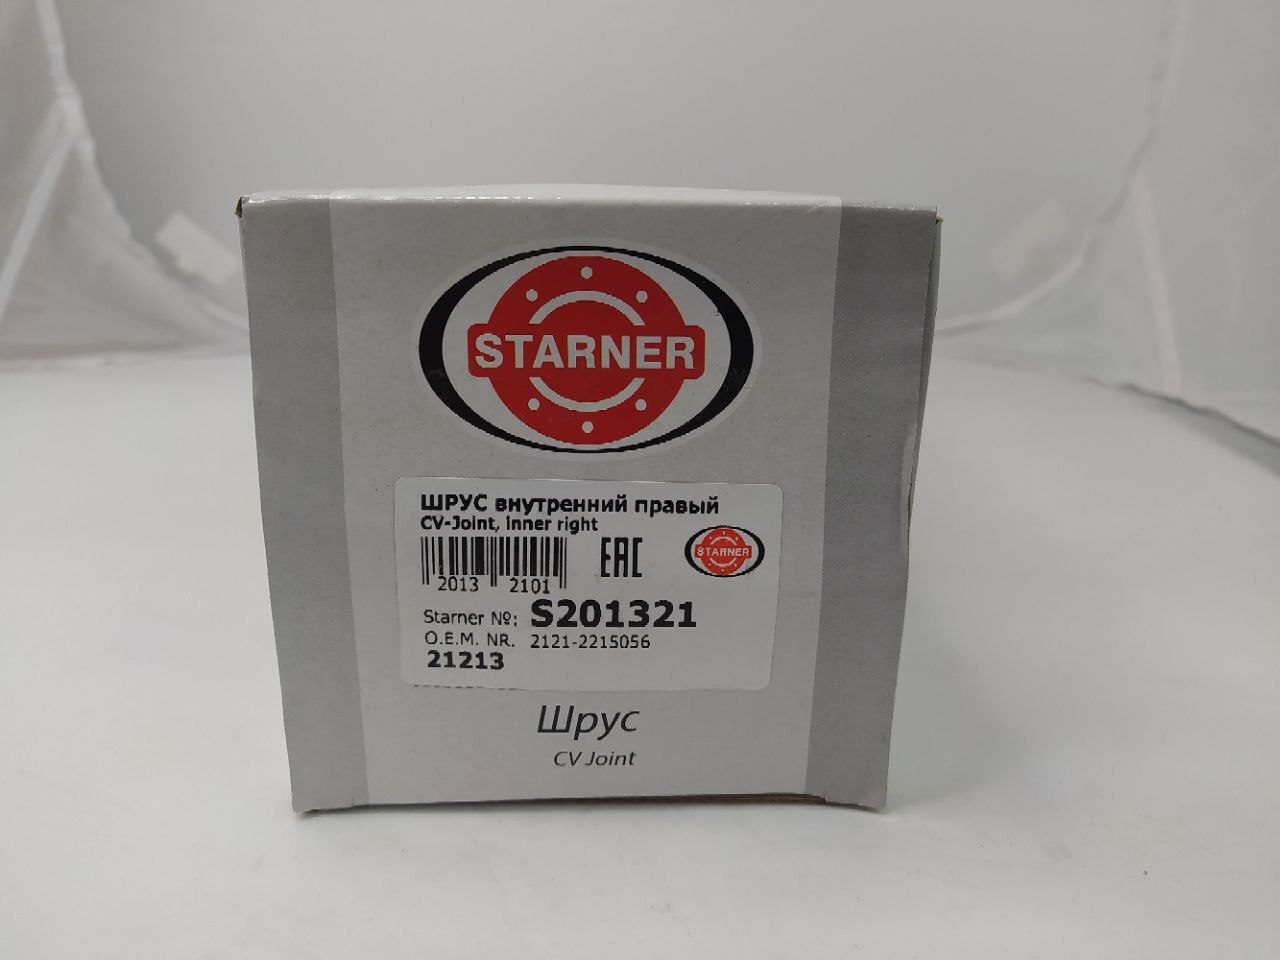 STARNER
ШРУС внутренний правый
CV-Joint, inner right
EAC
STARNER
2013 2101
Starner №: S201321
O.E.M. NR. 2121-2215056
21213
Шрус
CV Joint